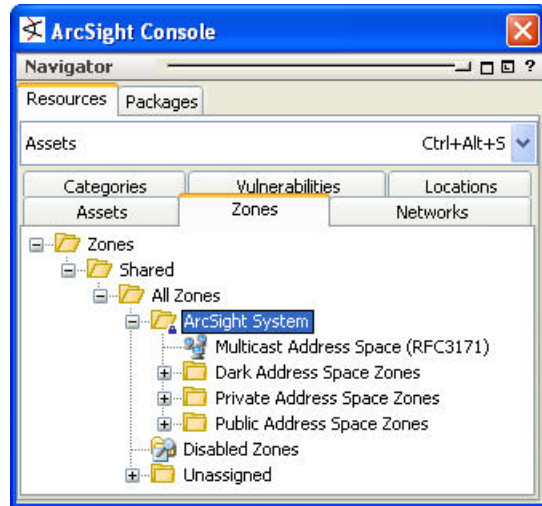 ArcSight Console
Navigator ?
Resources Packages
Assets Ctrl+Alt+S
Categories Vulnerabilities Locations
Assets Zones Networks
Zones
Shared
All Zones
ArcSight System
Multicast Address Space (RFC3171)
Dark Address Space Zones
Private Address Space Zones
Public Address Space Zones
Disabled Zones
Unassigned